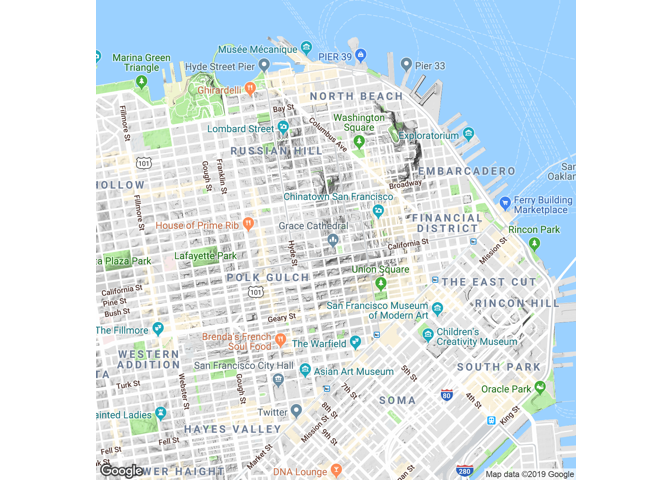 Musée Mécanique
Marina Green
Triangle
Hyde Street Pier
PIER 39
Pier 33
Ghirardelli
NORTH BEACH
Bay St
Fillmore St
Lombard Street
Columbus Ave
Washington
Square
Exploratorium
RUSSIAN HILL
101
Gough St
Franklin St
EMBARCADERO
San
Oaklan
HOLLOW
Broadway
Chinatown San Francisco
Ferry Building
Marketplace
House of Prime Rib
Grace Cathedral
FINANCIAL
DISTRICT
Rincon Park
California St
Mission St
Hyde St
a Plaza Park
Lafayette Park
Union Square
POLK GULCH
THE EAST CUT
California St
Pine St
Bush St
101
RINCON HILL
San Francisco Museum
of Modern Art
Geary St
The Fillmore
Brenda's French
Soul Food
The Warfield
Children's
Creativity Museum
WESTERN
ADDITION
San Francisco City Hall
Asian Art Museum
SOUTH PARK
TA
Turk St
Webster St
Gough St
7th St
5th St
4th St
80
Oracle Park
SOMA
8th St
9th St
King St
ainted Ladies
Twitter
Fell St
HAYES VALLEY
Mission St
Fell St
Market St
WER HAIGHT
DNA Lounge
280
Google
Map data ©2019 Google